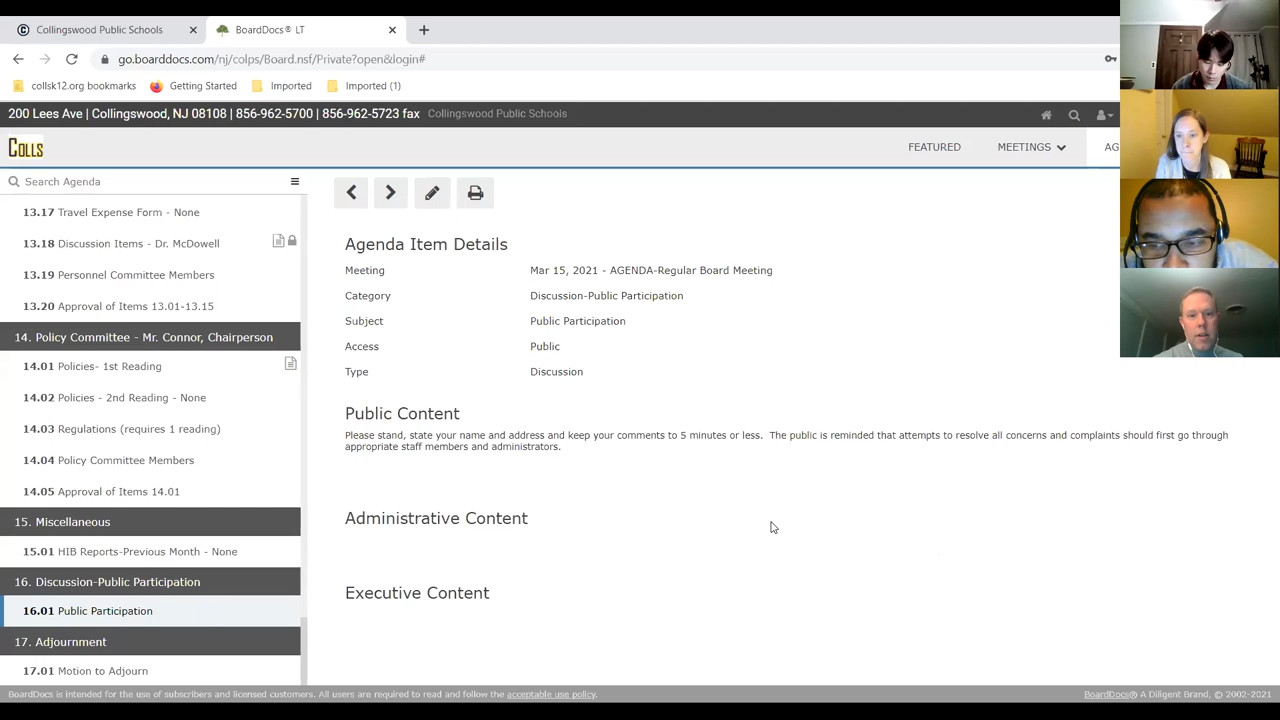 Collingswood Public Schools
BoardDocs® LT
go.boarddocs.com/nj/colps/Board.nsf/Private?open&login#
collsk12.org bookmarks
Getting Started
Imported
Imported (1)
200 Lees Ave | Collingswood, NJ 08108 | 856-962-5700 | 856-962-5723 fax Collingswood Public Schools
COLLS
FEATURED
MEETINGS
AG
Search Agenda
13.17 Travel Expense Form - None
13.18 Discussion Items - Dr. McDowell
13.19 Personnel Committee Members
13.20 Approval of Items 13.01-13.15
14. Policy Committee - Mr. Connor, Chairperson
14.01 Policies- 1st Reading
14.02 Policies - 2nd Reading - None
14.03 Regulations (requires 1 reading)
14.04 Policy Committee Members
14.05 Approval of Items 14.01
15. Miscellaneous
15.01 HIB Reports-Previous Month - None
16. Discussion-Public Participation
16.01 Public Participation
17. Adjournment
17.01 Motion to Adjourn
Agenda Item Details
Meeting Mar 15, 2021 - AGENDA-Regular Board Meeting
Category Discussion-Public Participation
Subject Public Participation
Access Public
Type Discussion
Public Content
Please stand, state your name and address and keep your comments to 5 minutes or less. The public is reminded that attempts to resolve all concerns and complaints should first go through
appropriate staff members and administrators.
Administrative Content
Executive Content
BoardDocs is intended for the use of subscribers and licensed customers. All users are required to read and follow the acceptable use policy.
BoardDocs® A Diligent Brand, © 2002-2021